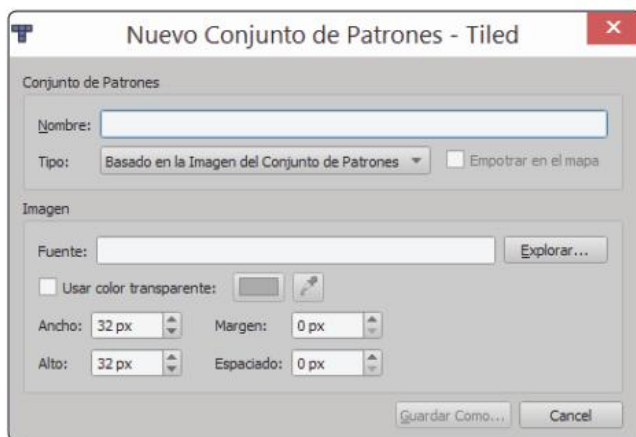 Nuevo Conjunto de Patrones - Tiled
Conjunto de Patrones
Nombre:
Tipo: Basado en la Imagen del Conjunto de Patrones Empotrar en el mapa
Imagen
Fuente: Explorar...
Usar color transparente:
Ancho: 32 px Margen: 0 px
Alto: 32 px Espaciado: 0 px
Guardar Como... Cancel